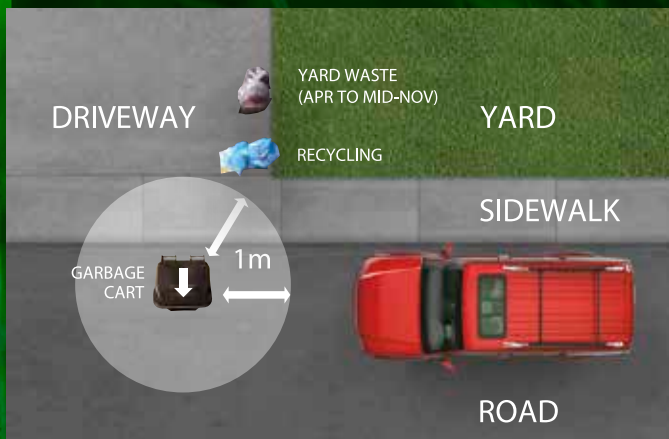 YARD WASTE
(APR TO MID-NOV)
DRIVEWAY
YARD
RECYCLING
SIDEWALK
1m
GARBAGE
CART
ROAD